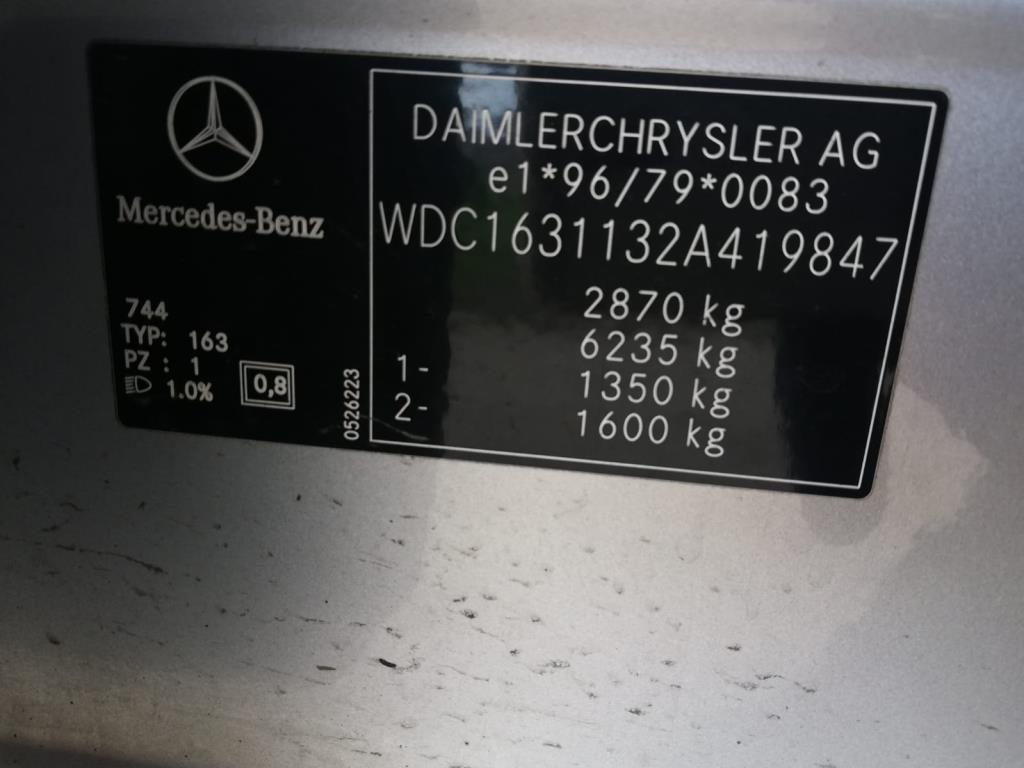 Mercedes-Benz
744
TYP: 163
PZ : 1
1.0%
0,8
0526223
DAIMLERCHRYSLER AG
e1*96/79*0083
WDC1631132A419847
2870 kg
6235 kg
1- 1350 kg
2- 1600 kg